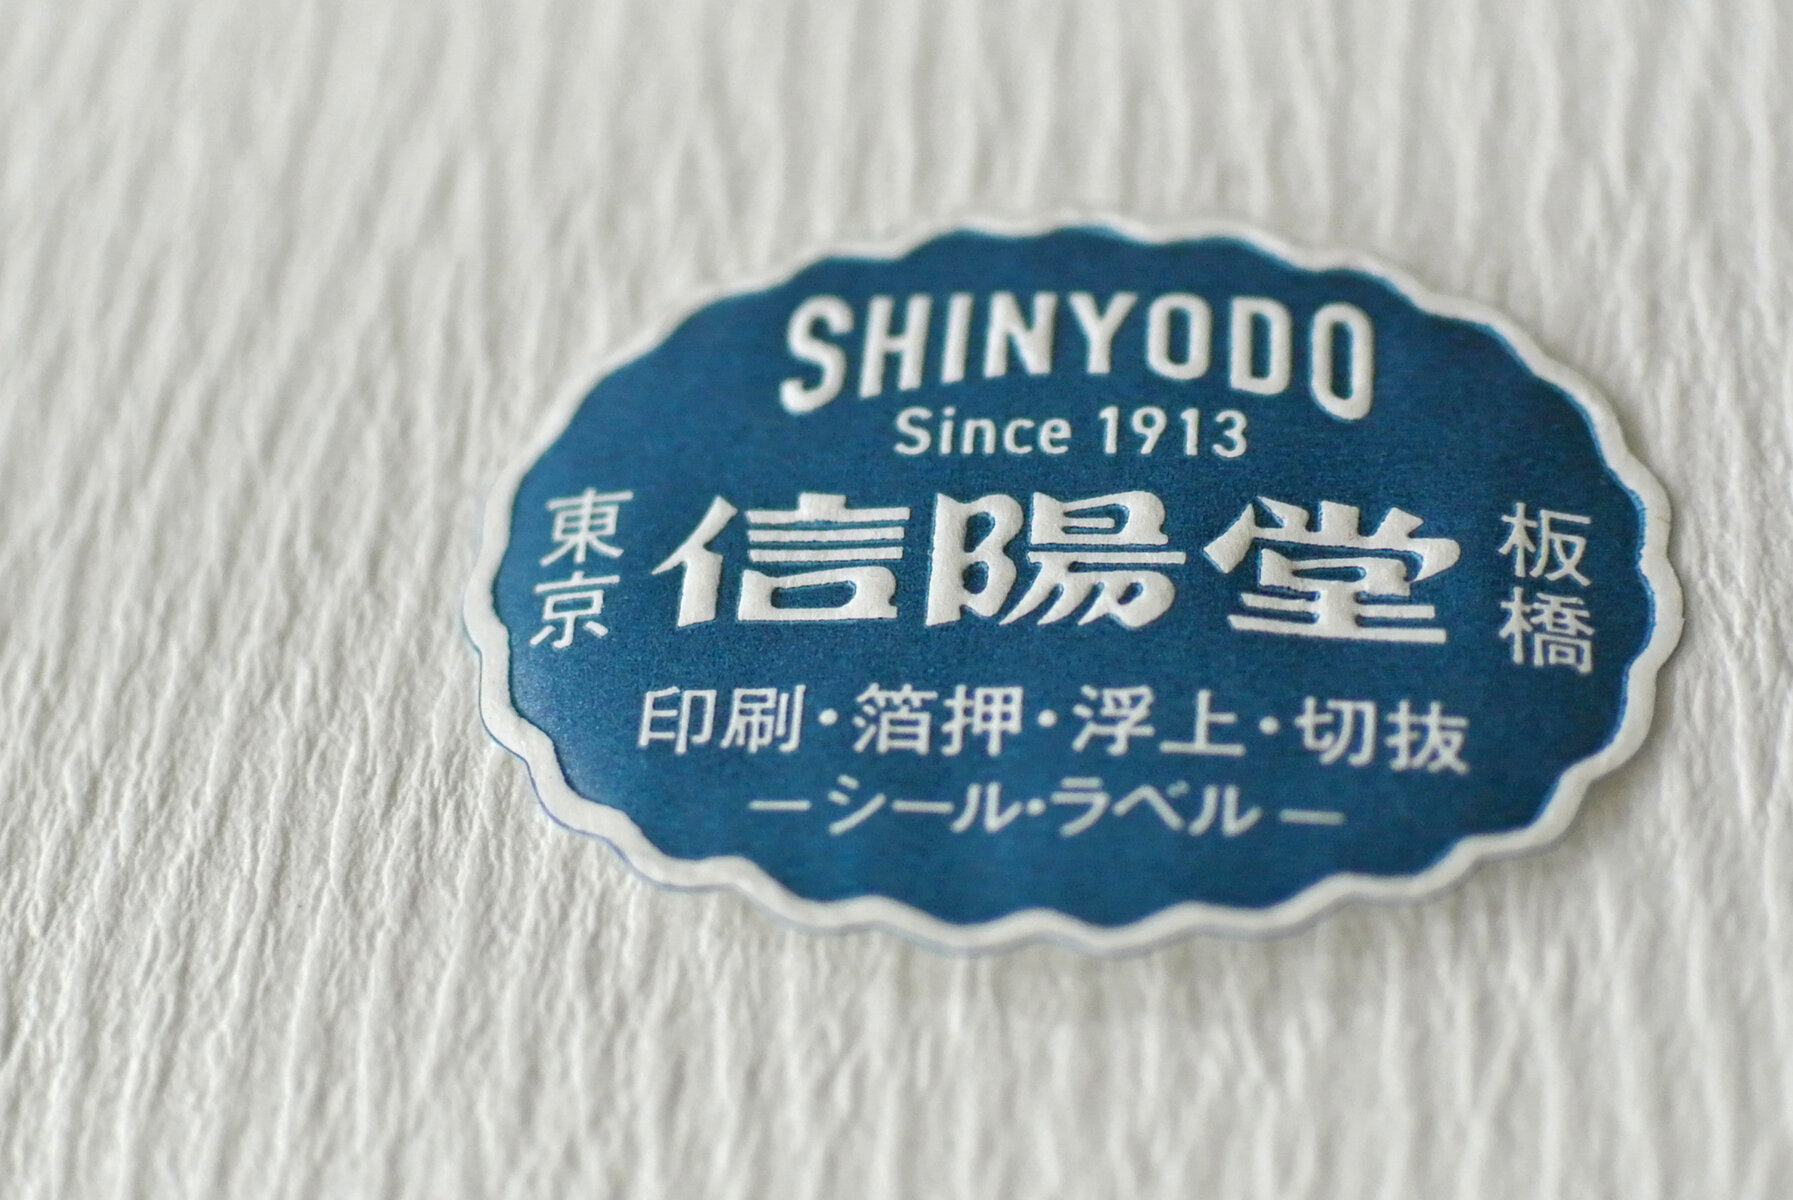 SHINYODO
Since 1913
東京
信陽堂
板橋
印刷・箔押・浮上・切抜
ーシール・ラベルー